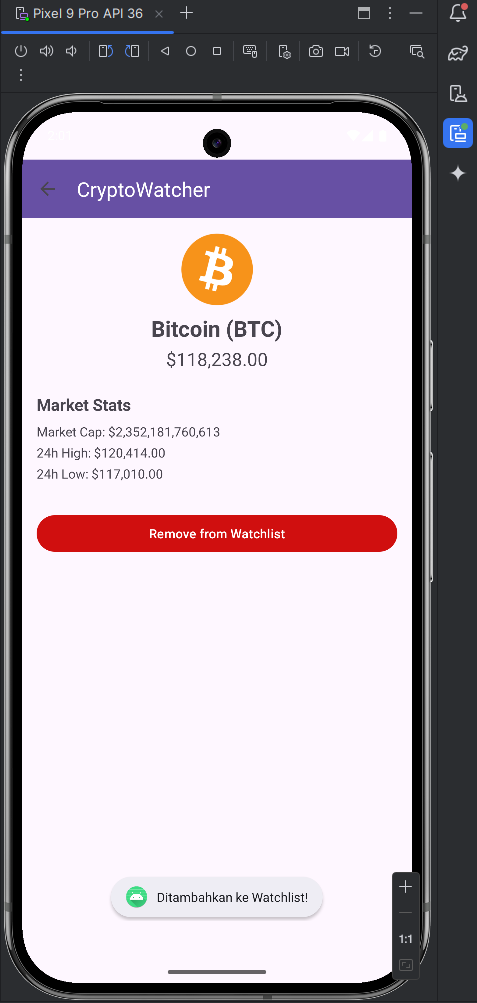 Pixel 9 Pro API 36
CryptoWatcher
Bitcoin (BTC)
$118,238.00
Market Stats
Market Cap: $2,352,181,760,613
24h High: $120,414.00
24h Low: $117,010.00
Remove from Watchlist
Ditambahkan ke Watchlist!
1:1